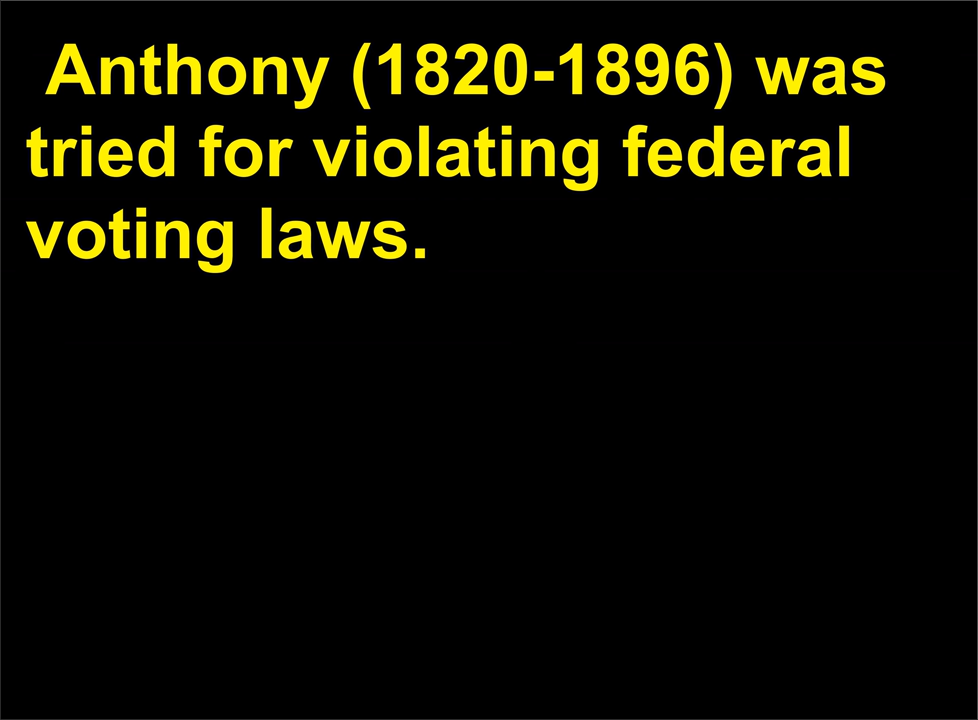 Anthony (1820-1896) was
tried for violating federal
voting laws.